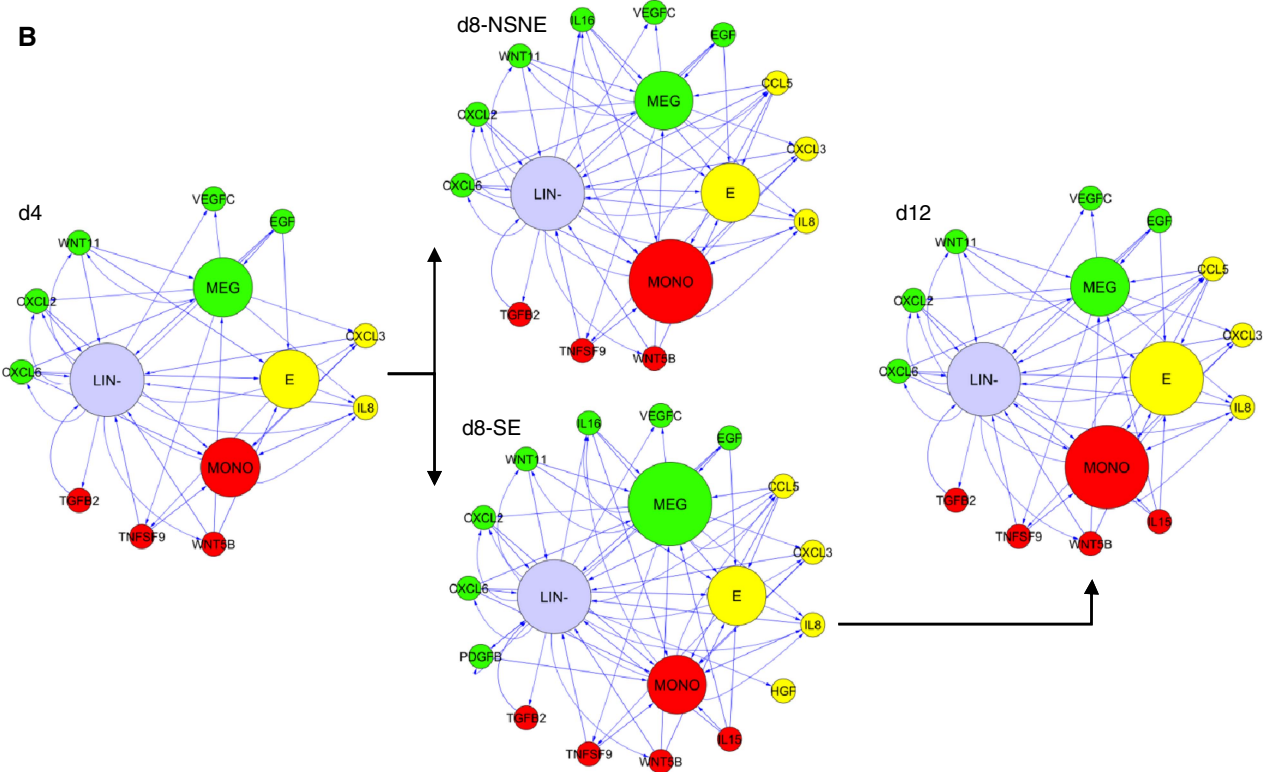 B
d4
VEGFC
EGF
WNT11
MEG
CXCL2
CXCL3
CXCL6
LIN-
E
IL8
MONO
TGFB2
TNFSF9
WNT5B
d8-NSNE
VEGFC
IL16
EGF
WNT11
CCL5
MEG
CXCL2
CXCL3
CXCL6
LIN-
E
IL8
MONO
TGFB2
TNFSF9
WNT5B
d8-SE
VEGFC
IL16
EGF
WNT11
CCL5
MEG
CXCL2
CXCL3
CXCL6
LIN-
E
IL8
PDGFB
MONO
HGF
TGFB2
IL15
TNFSF9
WNT5B
d12
VEGFC
EGF
WNT11
CCL5
MEG
CXCL2
CXCL3
CXCL6
LIN-
E
IL8
MONO
TGFB2
IL15
TNFSF9
WNT5B